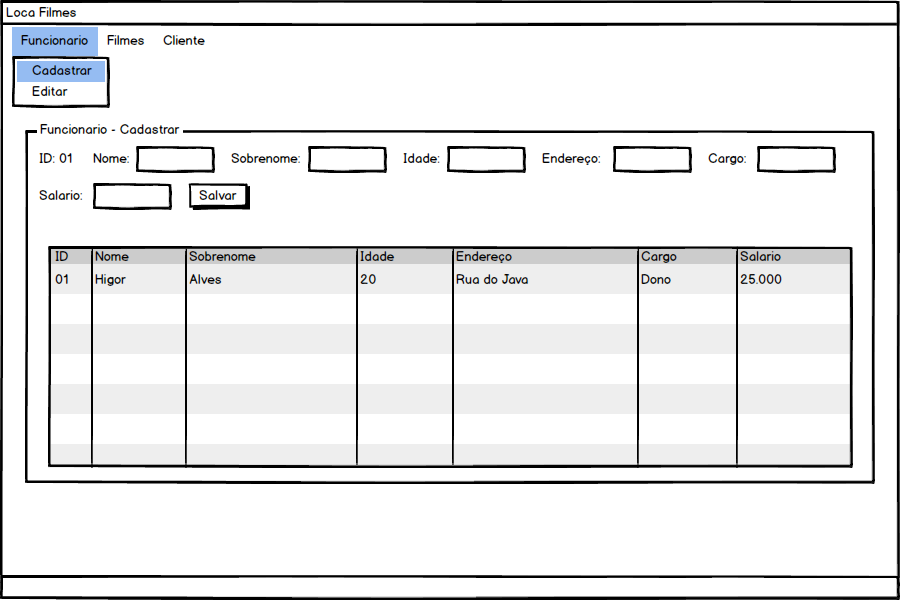 Loca Filmes
Funcionario Filmes Cliente
Cadastrar
Editar
Funcionario - Cadastrar
ID: 01 Nome: Sobrenome: Idade: Endereço: Cargo:
Salario: Salvar
ID Nome Sobrenome Idade Endereço Cargo Salario
01 Higor Alves 20 Rua do Java Dono 25.000